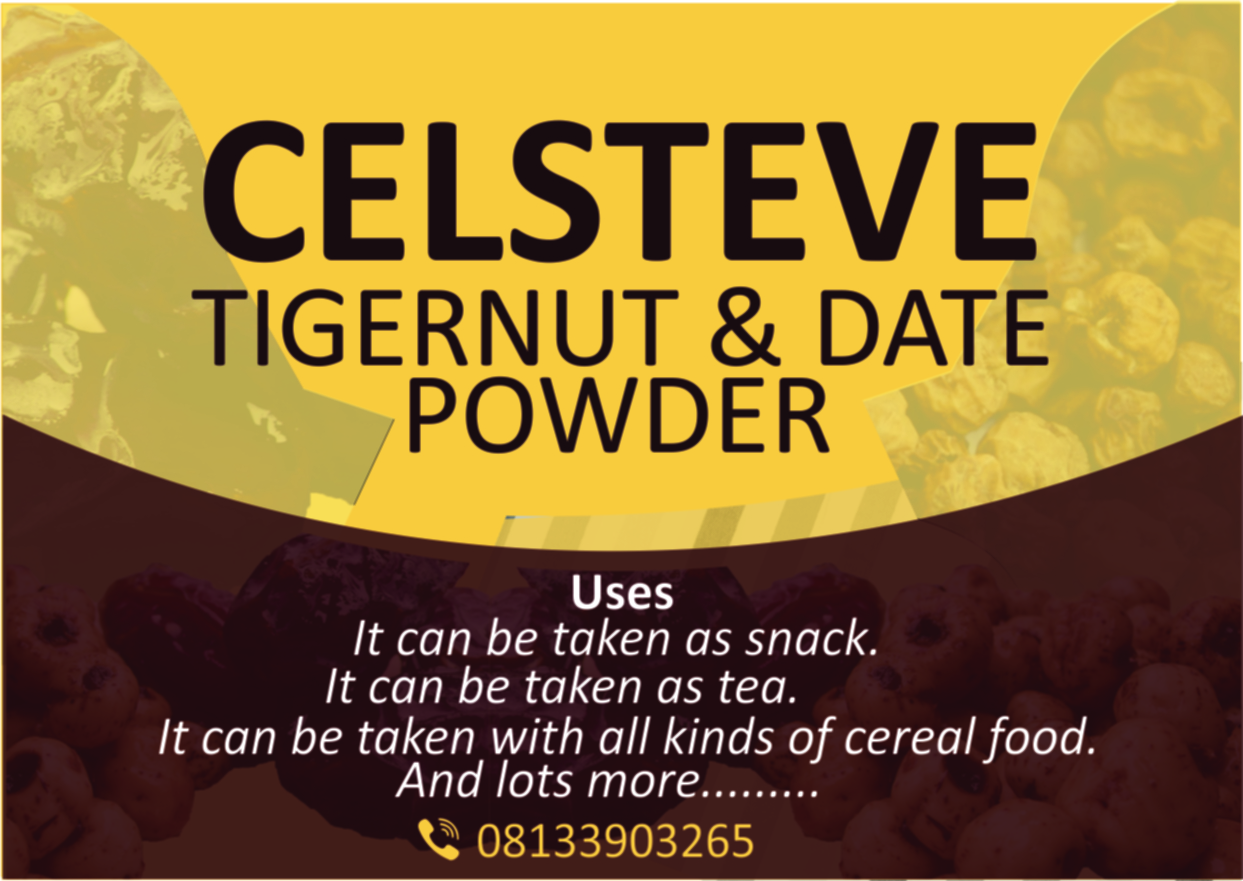 CELSTEVE
TIGERNUT & DATE
POWDER
Uses
It can be taken as snack.
It can be taken as tea.
It can be taken with all kinds of cereal food.
And lots more.........
08133903265